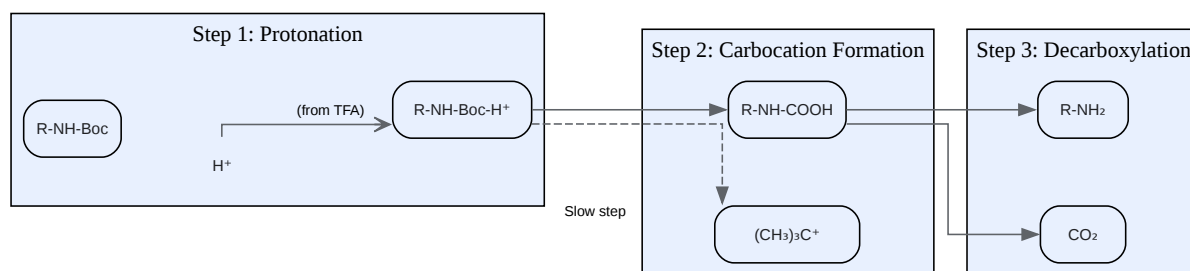 Step 1: Protonation
R-NH-Boc
H⁺
(from TFA)
R-NH-Boc-H⁺
Slow step
Step 2: Carbocation Formation
R-NH-COOH
(CH₃)₃C⁺
Step 3: Decarboxylation
R-NH₂
CO₂